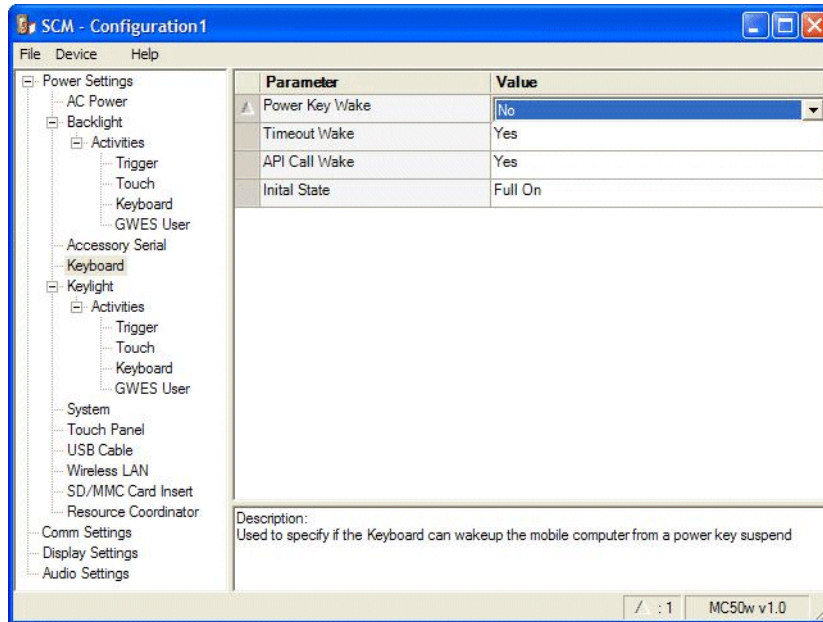 SCM - Configuration1
File Device Help
Power Settings
AC Power
Backlight
Activities
Trigger
Touch
Keyboard
GWES User
Accessory Serial
Keyboard
Keylight
Activities
Trigger
Touch
Keyboard
GWES User
System
Touch Panel
USB Cable
Wireless LAN
SD/MMC Card Insert
Resource Coordinator
Comm Settings
Display Settings
Audio Settings
Parameter Value
Power Key Wake No
Timeout Wake Yes
API Call Wake Yes
Inital State Full On
Description:
Used to specify if the Keyboard can wakeup the mobile computer from a power key suspend
: 1 MC50w v1.0